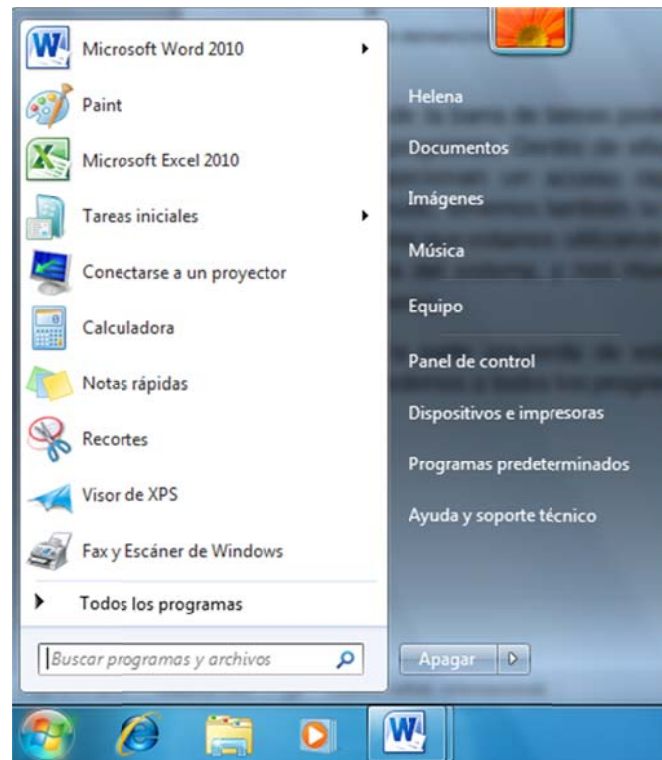 Microsoft Word 2010
Paint
Microsoft Excel 2010
Tareas iniciales
Conectarse a un proyector
Calculadora
Notas rápidas
Recortes
Visor de XPS
Fax y Escáner de Windows
Todos los programas
Buscar programas y archivos
Helena
Documentos
Imágenes
Música
Equipo
Panel de control
Dispositivos e impresoras
Programas predeterminados
Ayuda y soporte técnico
Apagar